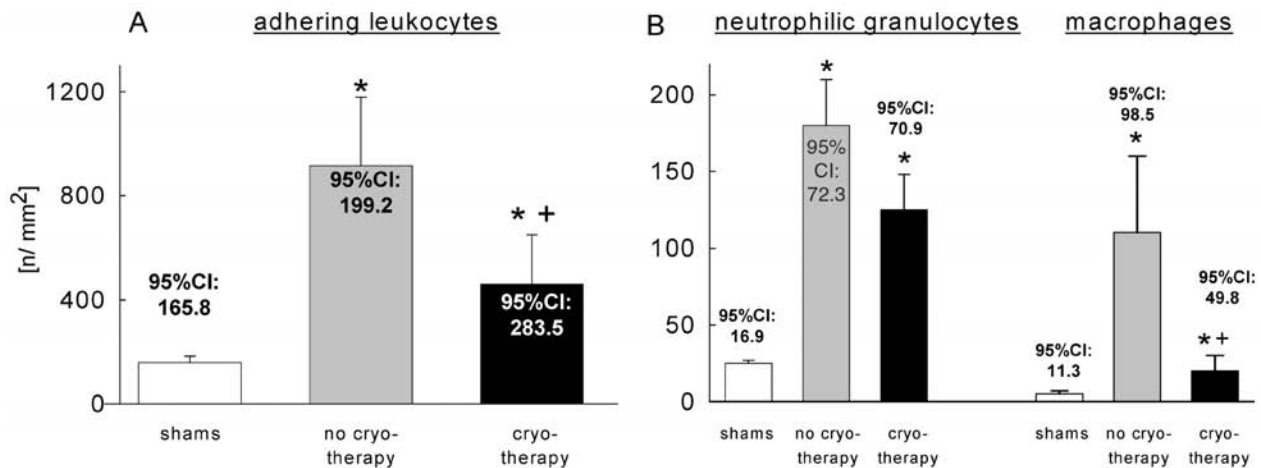 A adhering leukocytes
[n/ mm²]
1200
800
400
0
95%CI:
165.8
*
95%CI:
199.2
* +
95%CI:
283.5
shams
no cryo-
therapy
cryo-
therapy
B neutrophilic granulocytes macrophages
200
150
100
50
0
95%CI:
16.9
*
95%
CI:
72.3
95%CI:
70.9
*
95%CI:
11.3
95%CI:
98.5
*
95%CI:
49.8
*+
shams
no cryo-
therapy
cryo-
therapy
shams
no cryo-
therapy
cryo-
therapy